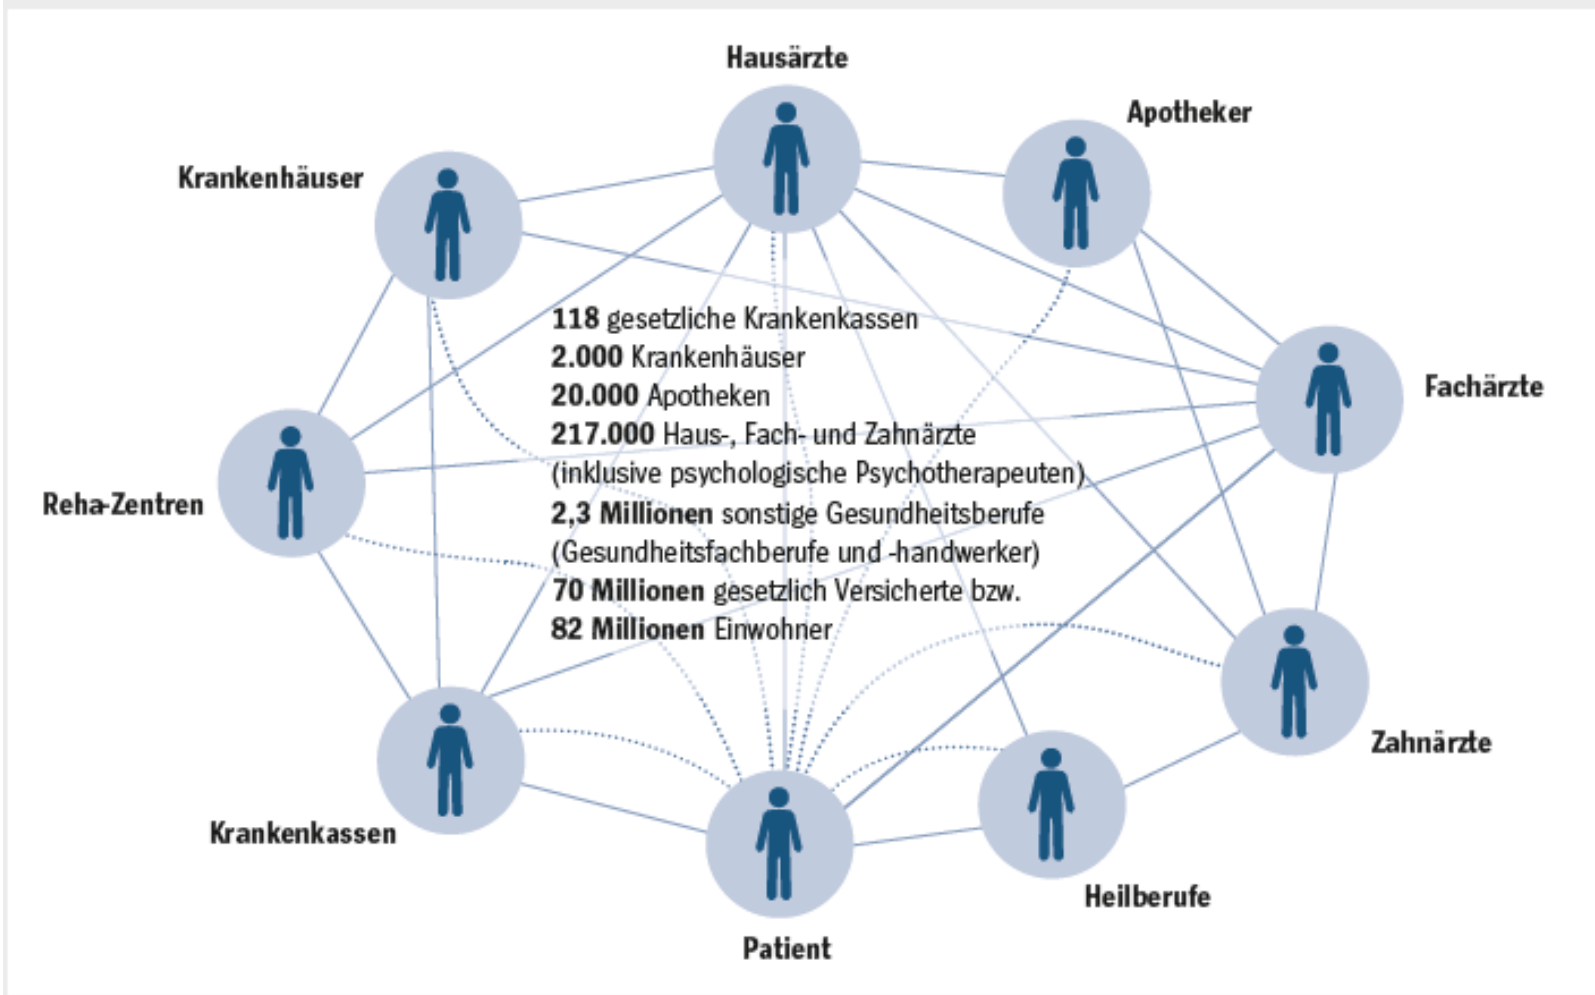 Hausärzte
Apotheker
Krankenhäuser
118 gesetzliche Krankenkassen
2.000 Krankenhäuser
20.000 Apotheken
217.000 Haus-, Fach- und Zahnärzte
(inklusive psychologische Psychotherapeuten)
2,3 Millionen sonstige Gesundheitsberufe
(Gesundheitsfachberufe und -handwerker)
70 Millionen gesetzlich Versicherte bzw.
82 Millionen Einwohner
Fachärzte
Reha-Zentren
Zahnärzte
Krankenkassen
Heilberufe
Patient